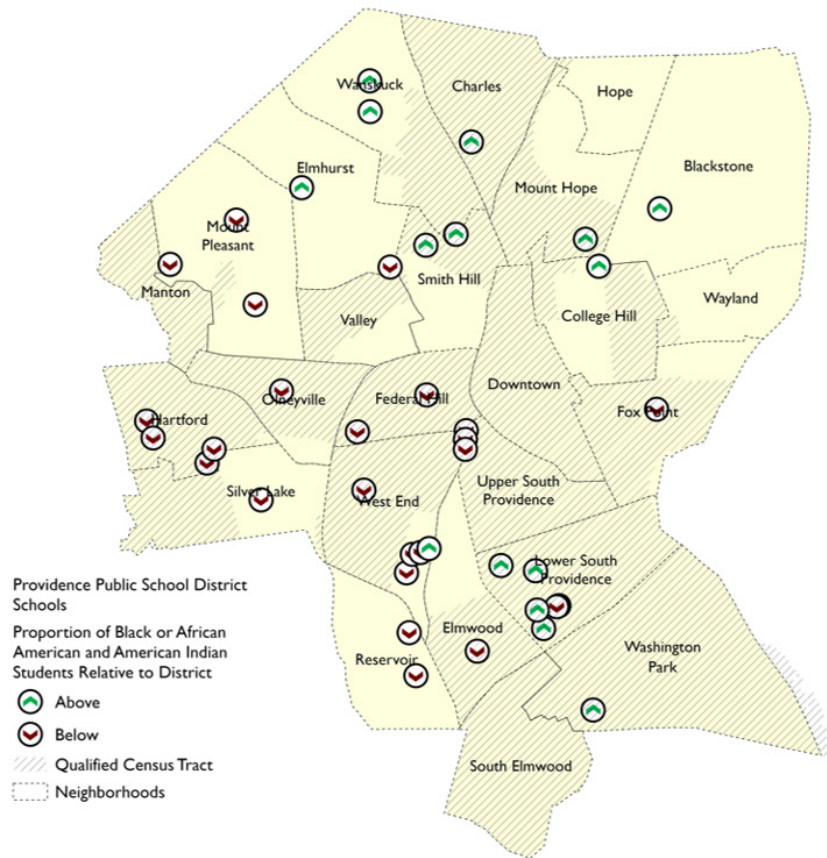 Wanskuck
Charles
Hope
Elmhurst
Blackstone
Mount Hope
Mount
Pleasant
Manton
Smith Hill
Valley
College Hill
Wayland
Downtown
Olneyville
Federal Hill
Fox Point
Hartford
Upper South
Providence
Silver Lake
West End
Lower South
Providence
Elmwood
Washington
Park
Reservoir
South Elmwood
Providence Public School District
Schools
Proportion of Black or African
American and American Indian
Students Relative to District
Above
Below
Qualified Census Tract
Neighborhoods